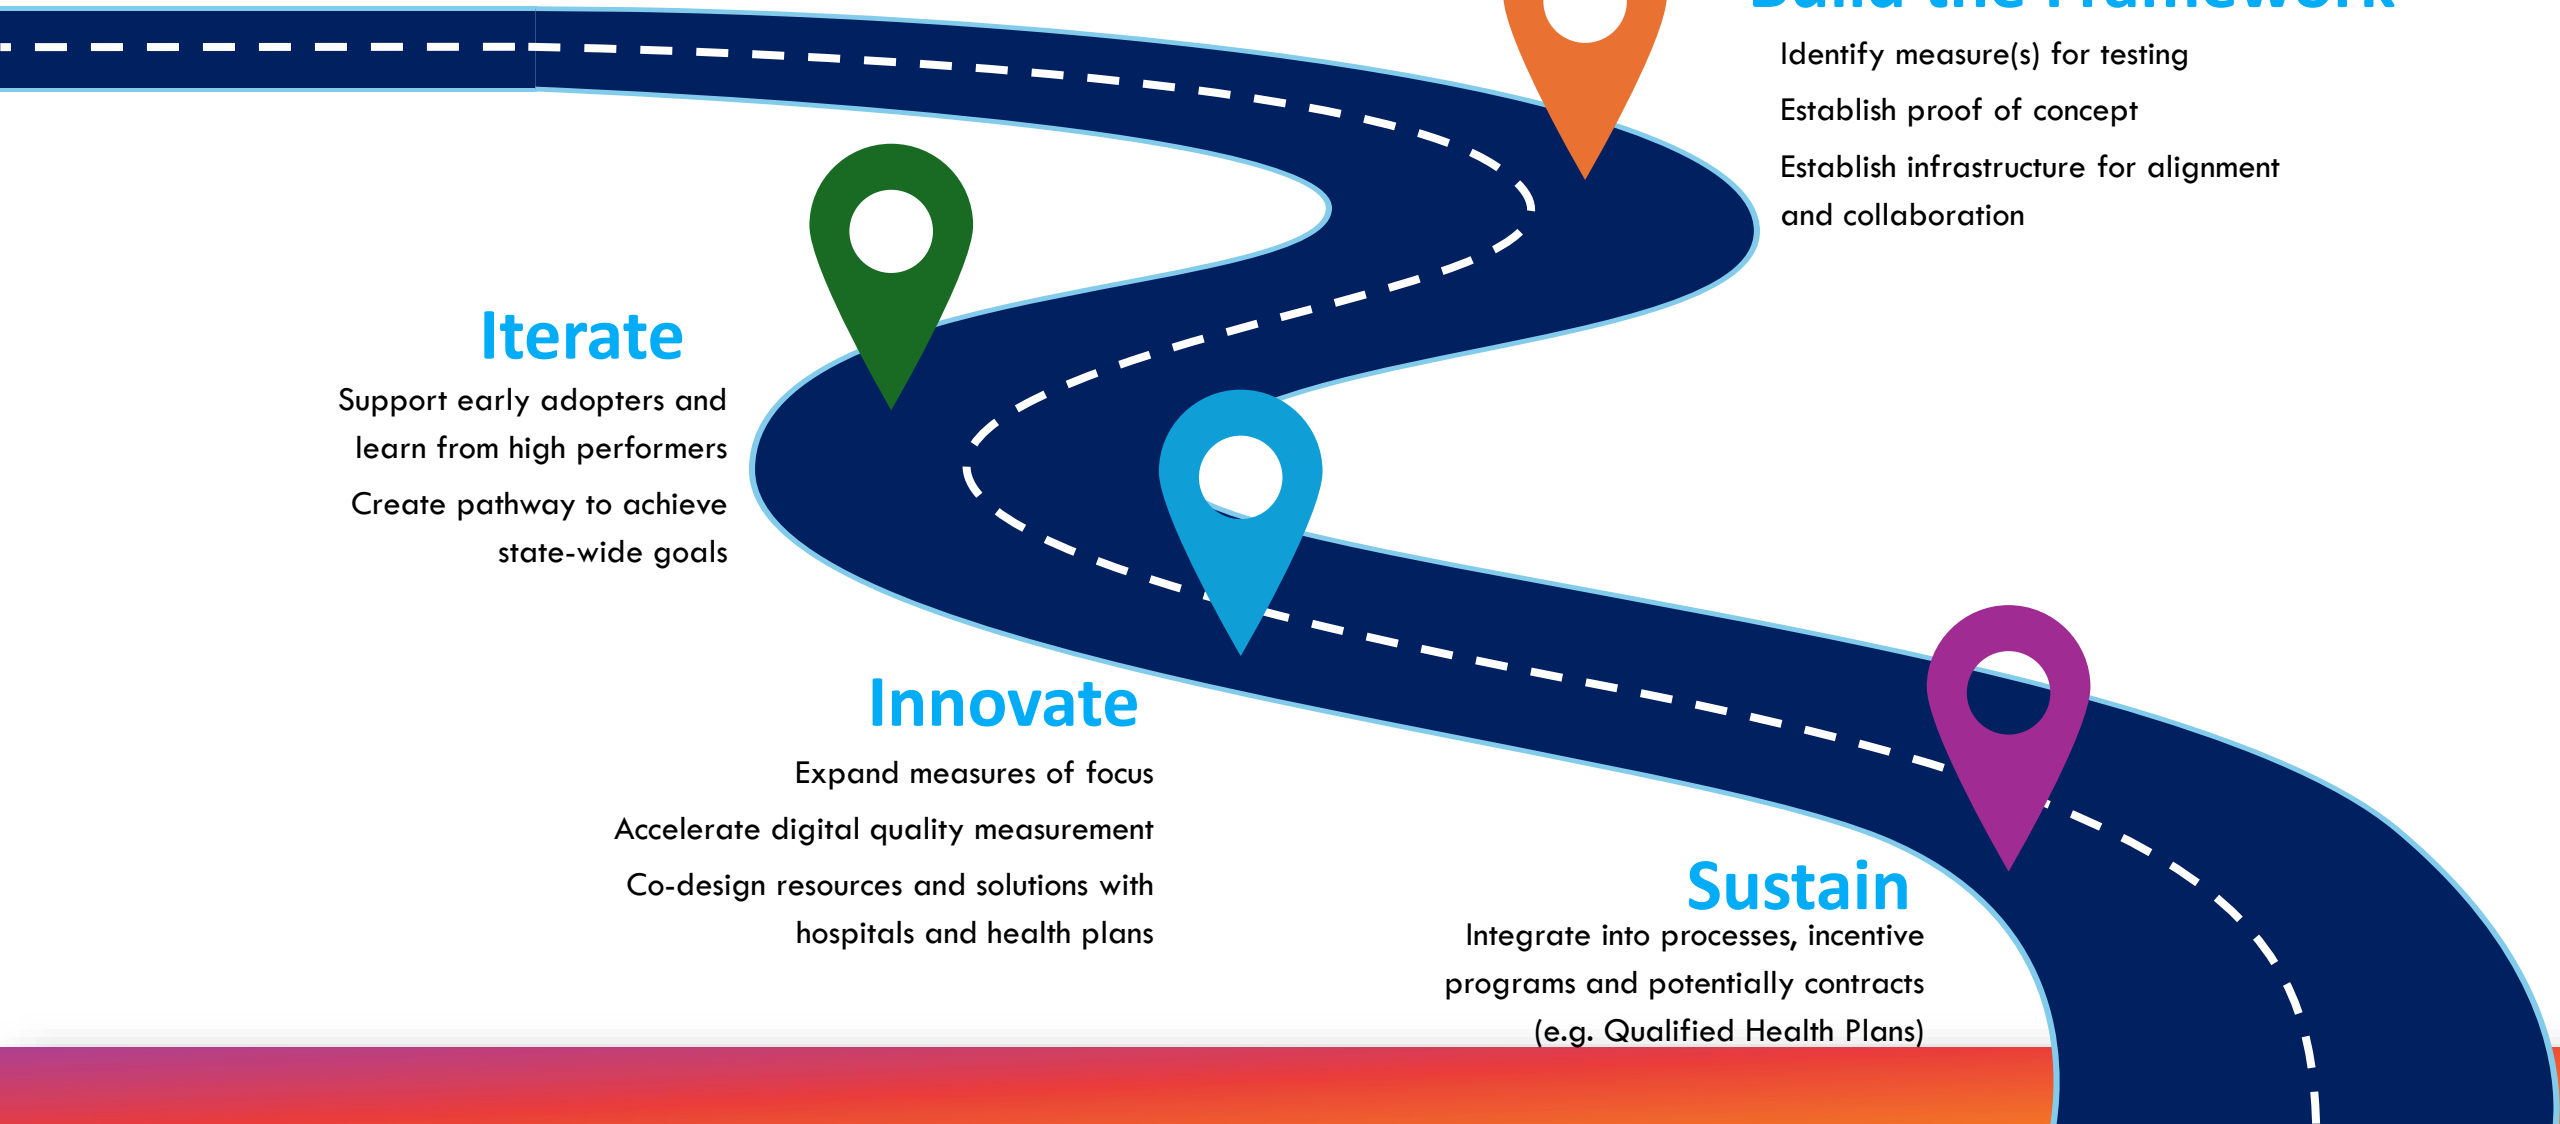 Build the Framework
Identify measure(s) for testing
Establish proof of concept
Establish infrastructure for alignment
and collaboration
Iterate
Support early adopters and
learn from high performers
Create pathway to achieve
state-wide goals
Innovate
Expand measures of focus
Accelerate digital quality measurement
Co-design resources and solutions with
hospitals and health plans
Sustain
Integrate into processes, incentive
programs and potentially contracts
(e.g. Qualified Health Plans)